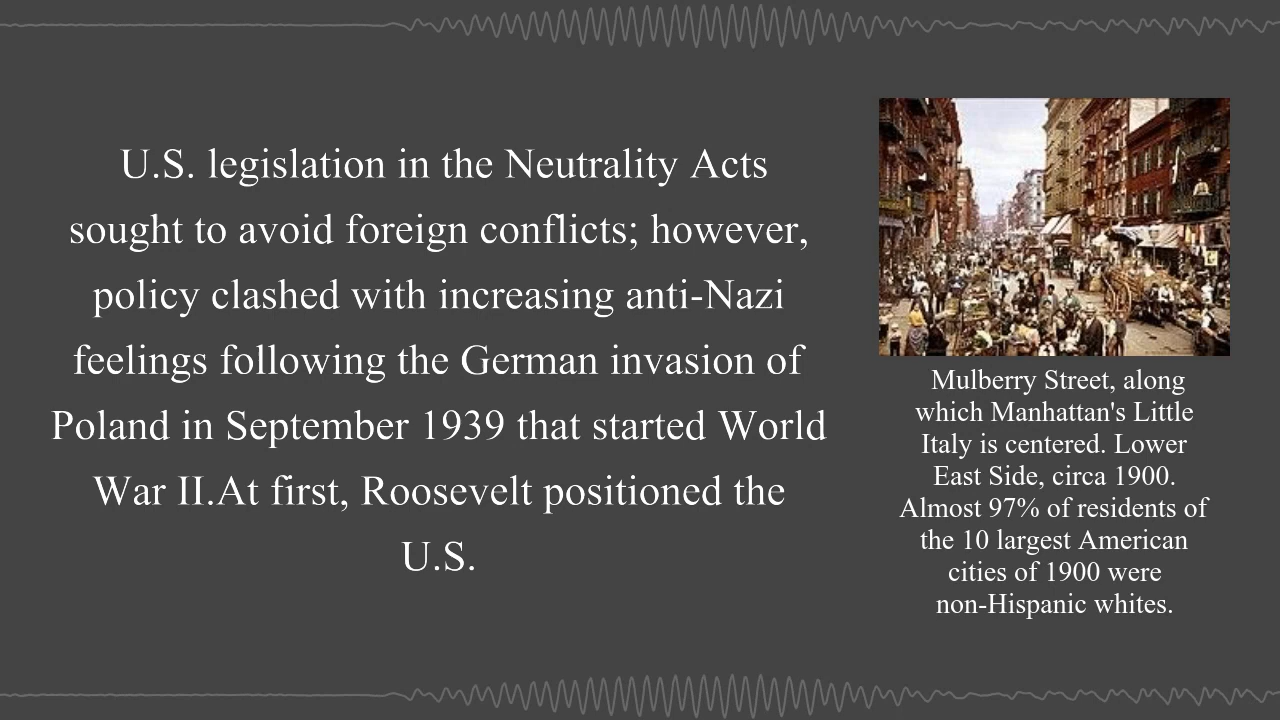 U.S. legislation in the Neutrality Acts
sought to avoid foreign conflicts; however,
policy clashed with increasing anti-Nazi
feelings following the German invasion of
Poland in September 1939 that started World
War II.At first, Roosevelt positioned the
U.S.
Mulberry Street, along
which Manhattan's Little
Italy is centered. Lower
East Side, circa 1900.
Almost 97% of residents of
the 10 largest American
cities of 1900 were
non-Hispanic whites.